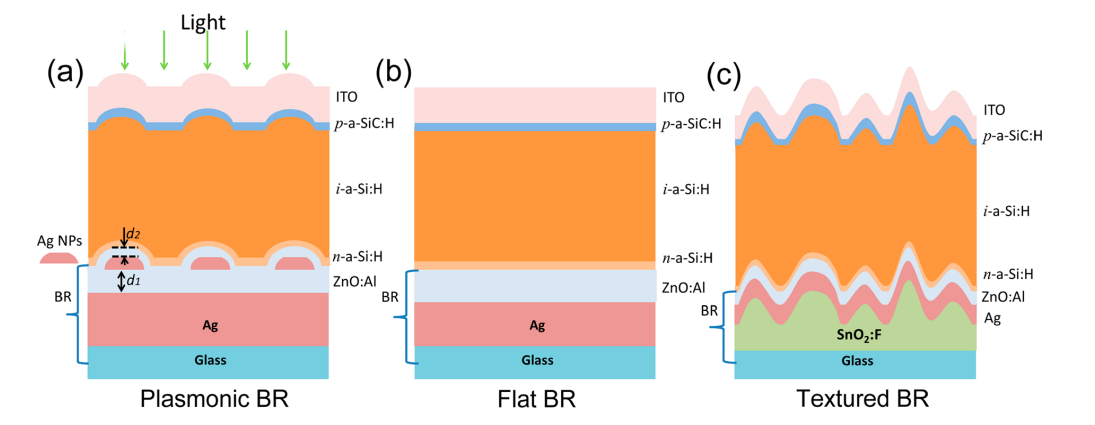 Light
(a)
ITO
p-a-SiC:H
i-a-Si:H
d2
Ag NPs
n-a-Si:H
d1
ZnO:Al
BR
Ag
Glass
Plasmonic BR
(b)
ITO
p-a-SiC:H
i-a-Si:H
n-a-Si:H
ZnO:Al
BR
Ag
Glass
Flat BR
(c)
ITO
p-a-SiC:H
i-a-Si:H
n-a-Si:H
ZnO:Al
BR
Ag
SnO₂:F
Glass
Textured BR